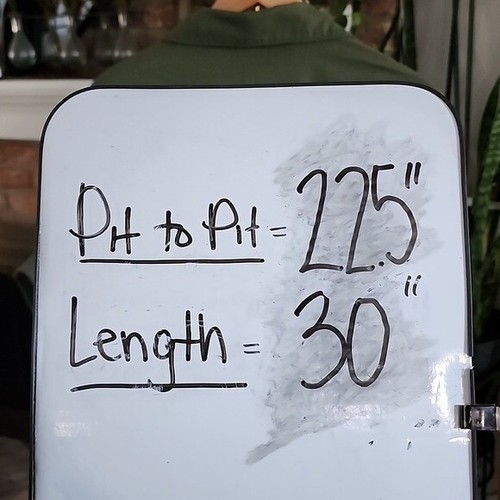 Pit to Pit = 22.5"
Length = 30"